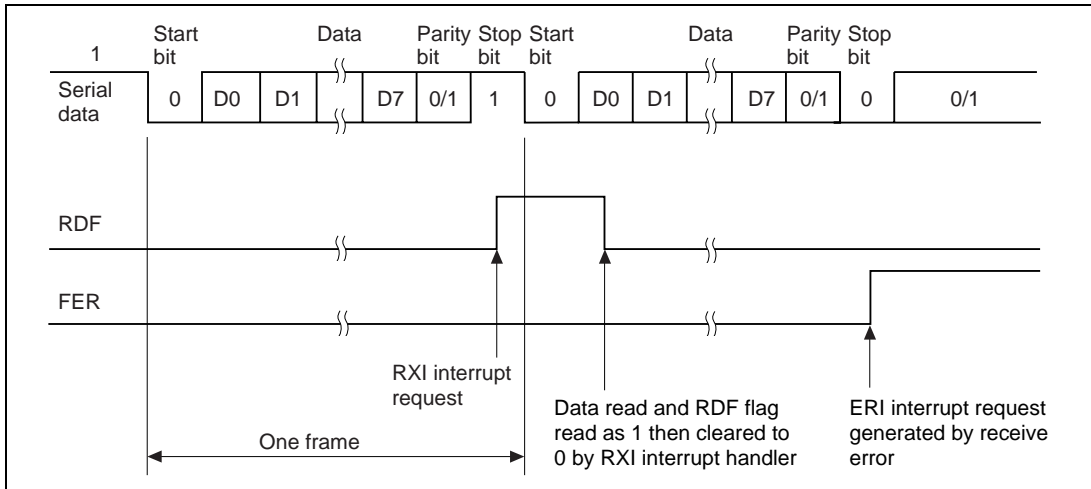 Start bit Data Parity bit Stop bit Start bit Data Parity bit Stop bit
1
Serial data
0 D0 D1 D7 0/1 1 0 D0 D1 D7 0/1 0 0/1
RDF
FER
RXI interrupt
request
Data read and RDF flag
read as 1 then cleared to
0 by RXI interrupt handler
ERI interrupt request
generated by receive
error
One frame